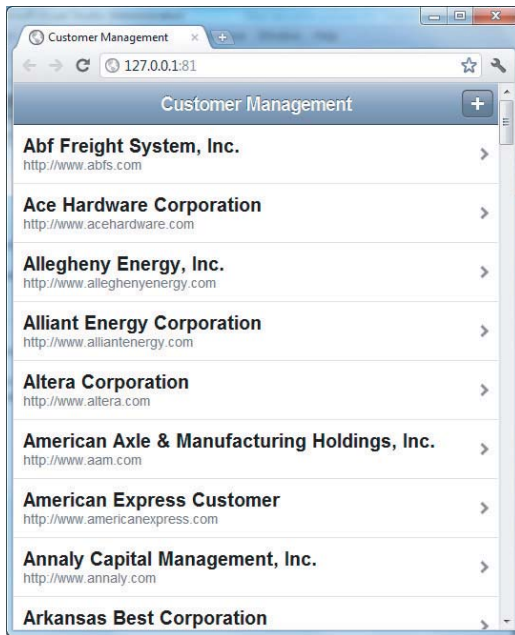 Customer Management
127.0.0.1:81
Customer Management
Abf Freight System, Inc.
http://www.abfs.com
Ace Hardware Corporation
http://www.acehardware.com
Allegheny Energy, Inc.
http://www.alleghenyenergy.com
Alliant Energy Corporation
http://www.alliantenergy.com
Altera Corporation
http://www.altera.com
American Axle & Manufacturing Holdings, Inc.
http://www.aam.com
American Express Customer
http://www.americanexpress.com
Annaly Capital Management, Inc.
http://www.annaly.com
Arkansas Best Corporation